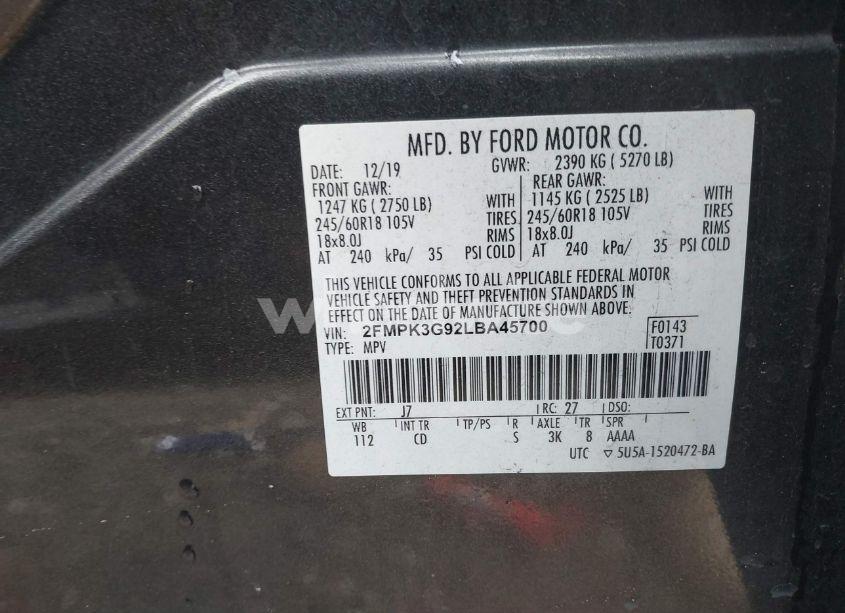 MFD. BY FORD MOTOR CO.
DATE: 12/19 GVWR: 2390 KG ( 5270 LB)
FRONT GAWR: REAR GAWR:
1247 KG ( 2750 LB) WITH 1145 KG ( 2525 LB) WITH
245/60R18 105V TIRES 245/60R18 105V TIRES
18x8.0J RIMS 18x8.0J RIMS
AT 240 kPa/ 35 PSI COLD AT 240 kPa/ 35 PSI COLD
THIS VEHICLE CONFORMS TO ALL APPLICABLE FEDERAL MOTOR
VEHICLE SAFETY AND THEFT PREVENTION STANDARDS IN
EFFECT ON THE DATE OF MANUFACTURE SHOWN ABOVE.
VIN: 2FMPK3G92LBA45700 F0143
TYPE: MPV T0371
EXT PNT: J7 RC: 27 DSO:
WB INT TR TP/PS R AXLE TR SPR
112 CD S 3K 8 AAAA
UTC ▽ 5U5A-1520472-BA